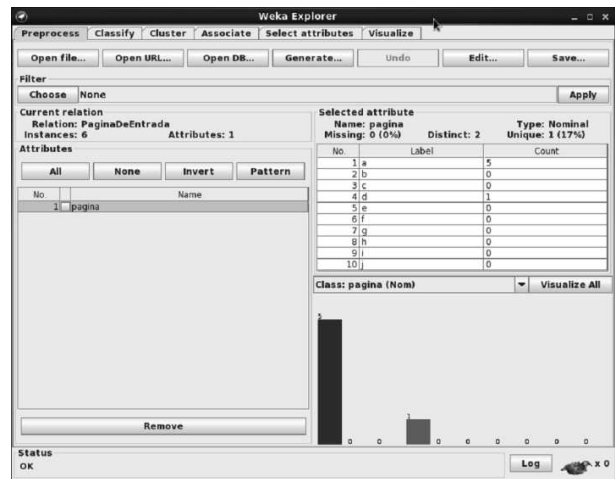 Weka Explorer
Preprocess Classify Cluster Associate Select attributes Visualize
Open file... Open URL... Open DB... Generate... Undo Edit... Save...
Filter
Choose None Apply
Current relation
Relation: PaginaDeEntrada
Instances: 6 Attributes: 1
Attributes
All None Invert Pattern
No. Name
1 pagina
Remove
Selected attribute
Name: pagina Type: Nominal
Missing: 0 (0%) Distinct: 2 Unique: 1 (17%)
No. Label Count
1 a 5
2 b 0
3 c 0
4 d 1
5 e 0
6 f 0
7 g 0
8 h 0
9 i 0
10 j 0
Class: pagina (Nom) Visualize All
5
1
0 0 0 0 0 0 0 0
Status
OK
Log x 0